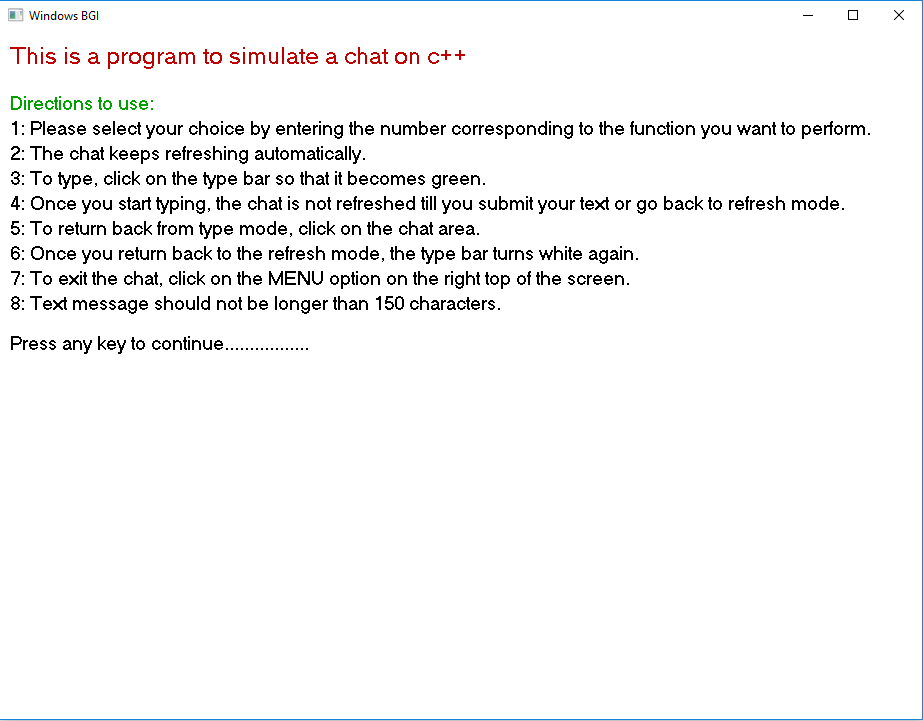 Windows BGI
This is a program to simulate a chat on c++
Directions to use:
1: Please select your choice by entering the number corresponding to the function you want to perform.
2: The chat keeps refreshing automatically.
3: To type, click on the type bar so that it becomes green.
4: Once you start typing, the chat is not refreshed till you submit your text or go back to refresh mode.
5: To return back from type mode, click on the chat area.
6: Once you return back to the refresh mode, the type bar turns white again.
7: To exit the chat, click on the MENU option on the right top of the screen.
8: Text message should not be longer than 150 characters.
Press any key to continue.................